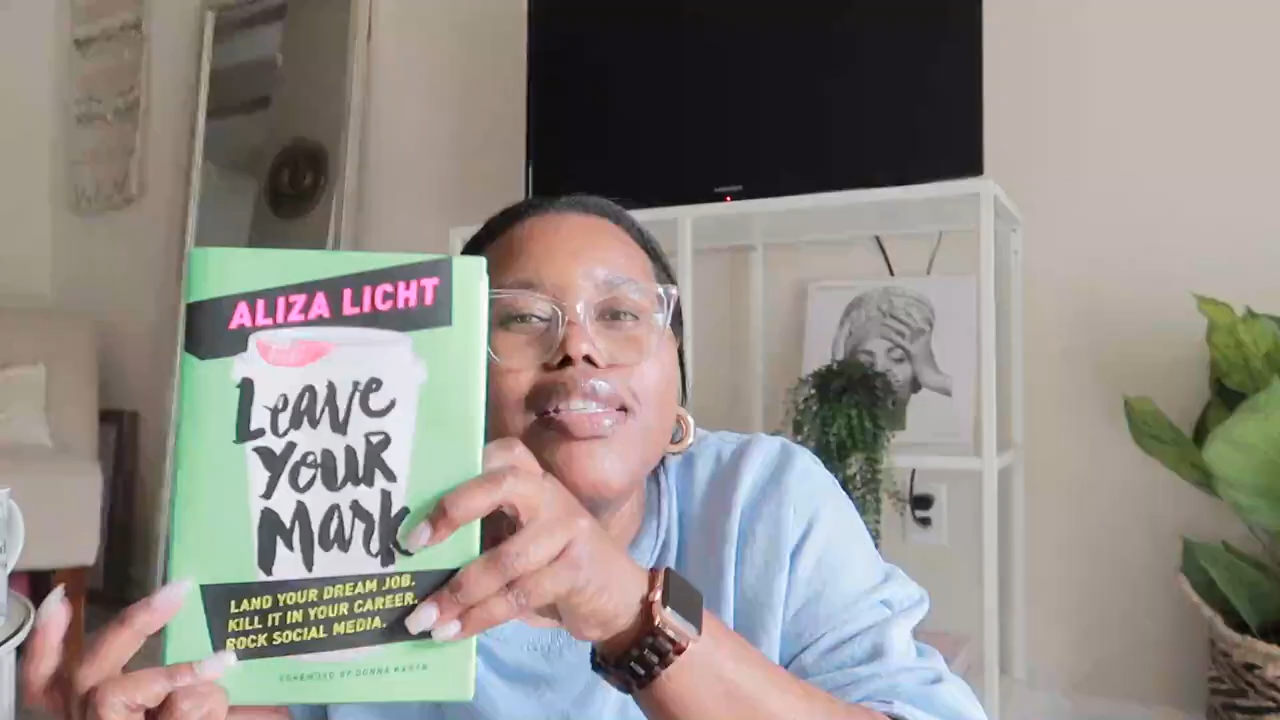 ALIZA LICHT
Leave
Your
Mark
LAND YOUR DREAM JOB.
KILL IT IN YOUR CAREER.
ROCK SOCIAL MEDIA.
FOREWORD BY DONNA KARAN